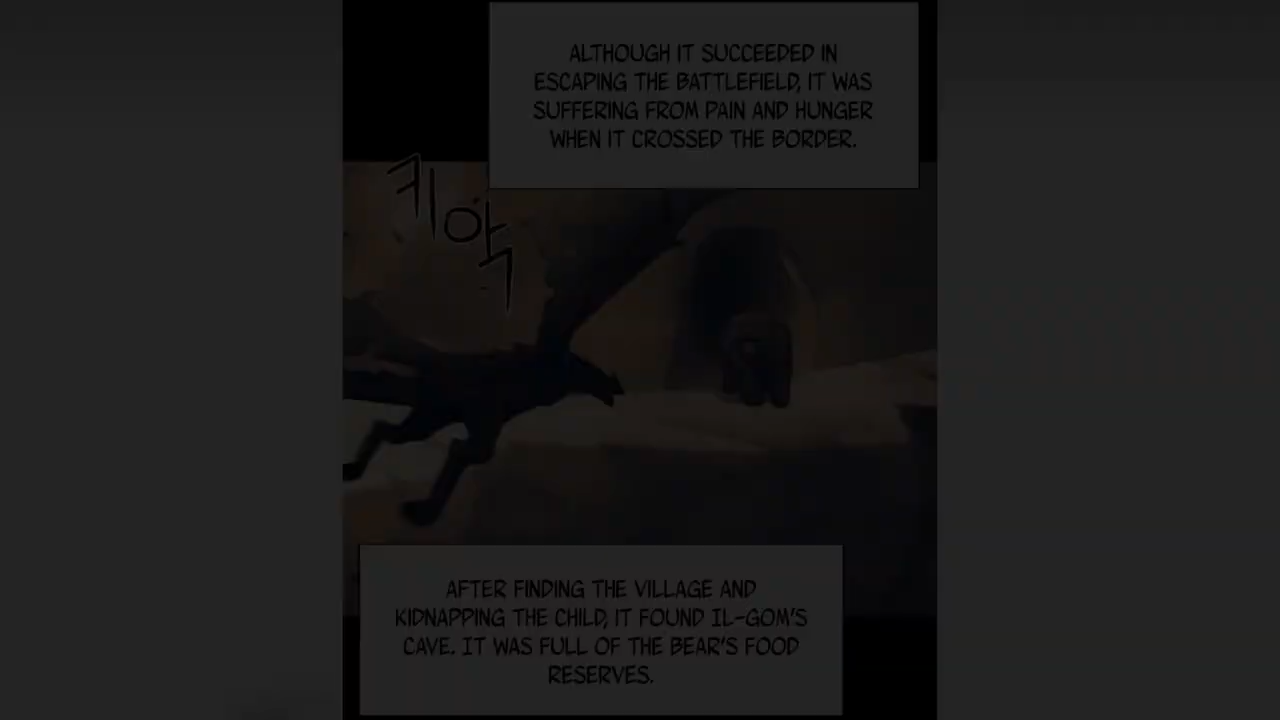 ALTHOUGH IT SUCCEEDED IN
ESCAPING THE BATTLEFIELD, IT WAS
SUFFERING FROM PAIN AND HUNGER
WHEN IT CROSSED THE BORDER.
키약
AFTER FINDING THE VILLAGE AND
KIDNAPPING THE CHILD, IT FOUND IL-GOM'S
CAVE. IT WAS FULL OF THE BEAR'S FOOD
RESERVES.